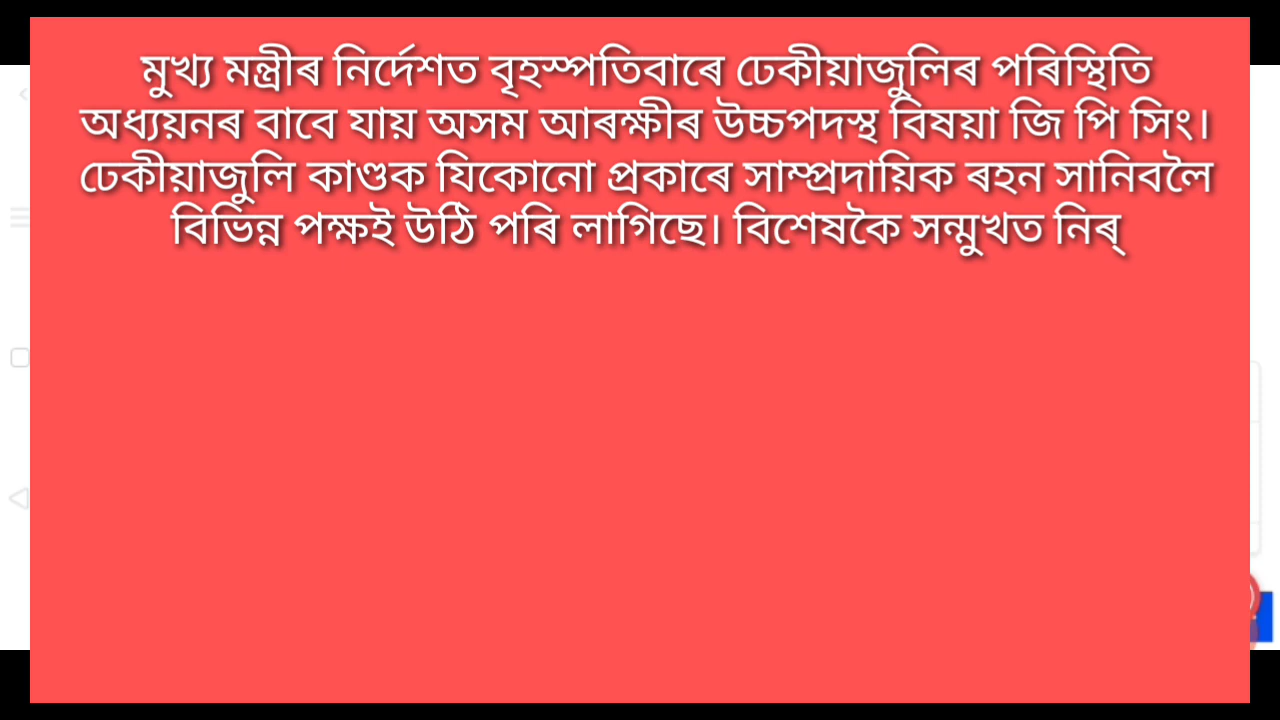 মুখ্য মন্ত্ৰীৰ নিৰ্দেশত বৃহস্পতিবাৰে ঢেকীয়াজুলিৰ পৰিস্থিতি
অধ্যয়নৰ বাবে যায় অসম আৰক্ষীৰ উচ্চপদস্থ বিষয়া জি পি সিং।
ঢেকীয়াজুলি কাণ্ডক যিকোনো প্ৰকাৰে সাম্প্ৰদায়িক ৰহন সানিবলৈ
বিভিন্ন পক্ষই উঠি পৰি লাগিছে। বিশেষকৈ সন্মুখত নিৰ্